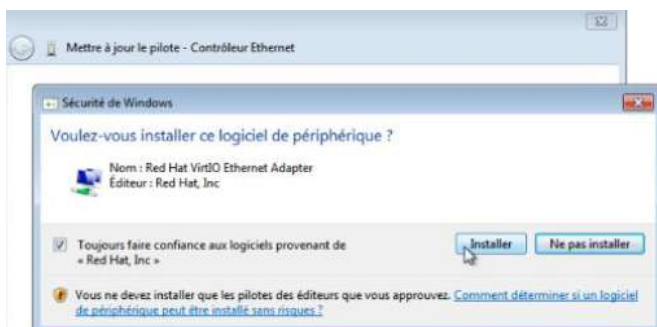 Mettre à jour le pilote - Contrôleur Ethernet
Sécurité de Windows
Voulez-vous installer ce logiciel de périphérique ?
Nom : Red Hat VirtIO Ethernet Adapter
Éditeur : Red Hat, Inc
Toujours faire confiance aux logiciels provenant de
« Red Hat, Inc »
Installer
Ne pas installer
Vous ne devez installer que les pilotes des éditeurs que vous approuvez. Comment déterminer si un logiciel
de périphérique peut être installé sans risques ?